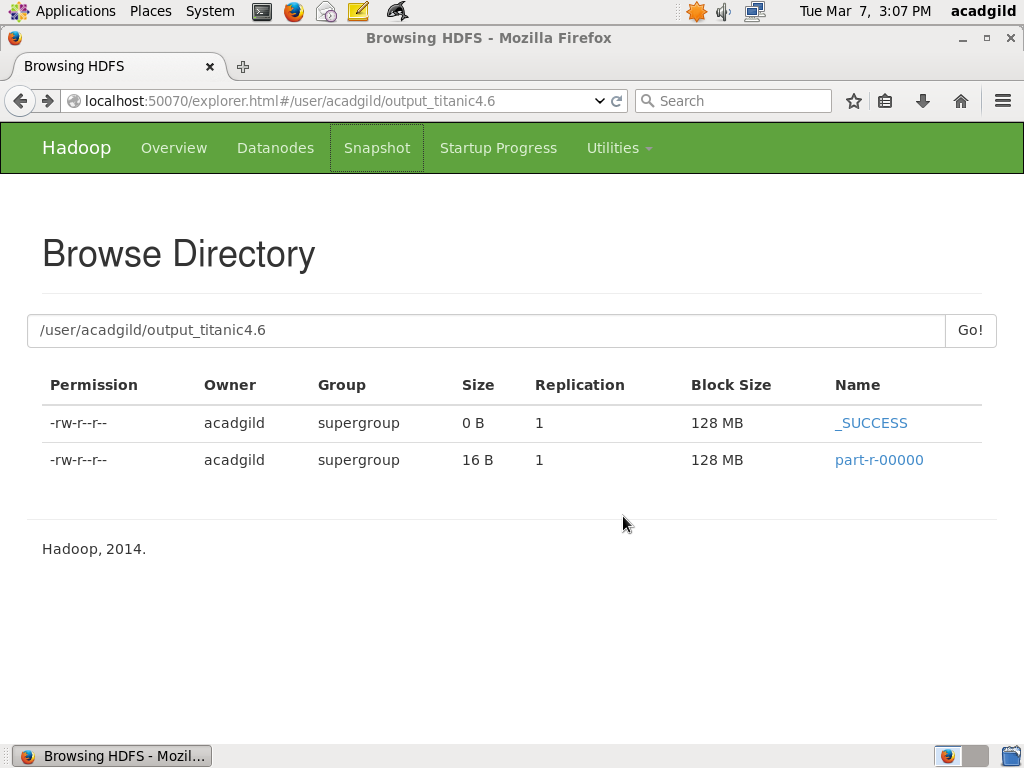 Applications Places System Tue Mar 7, 3:07 PM acadgild
Browsing HDFS - Mozilla Firefox
Browsing HDFS
localhost:50070/explorer.html#/user/acadgild/output_titanic4.6 Search
Hadoop Overview Datanodes Snapshot Startup Progress Utilities
Browse Directory
/user/acadgild/output_titanic4.6 Go!
Permission Owner Group Size Replication Block Size Name
-rw-r--r-- acadgild supergroup 0 B 1 128 MB _SUCCESS
-rw-r--r-- acadgild supergroup 16 B 1 128 MB part-r-00000
Hadoop, 2014.
Browsing HDFS - Mozil...